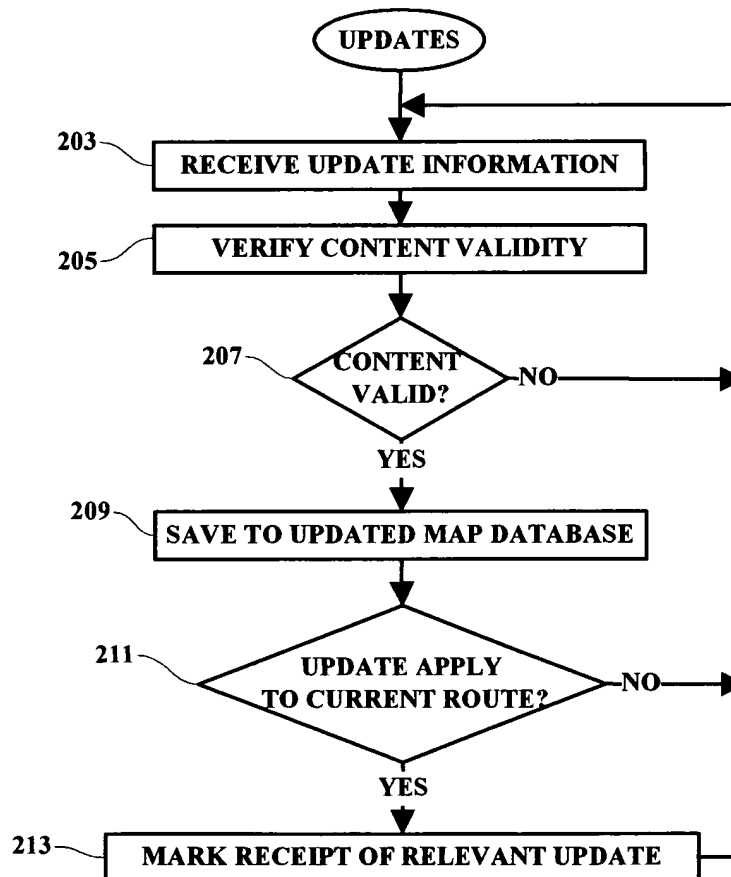 UPDATES
203
RECEIVE UPDATE INFORMATION
205
VERIFY CONTENT VALIDITY
207
CONTENT
VALID?
NO
YES
209
SAVE TO UPDATED MAP DATABASE
211
UPDATE APPLY
TO CURRENT ROUTE?
NO
YES
213
MARK RECEIPT OF RELEVANT UPDATE